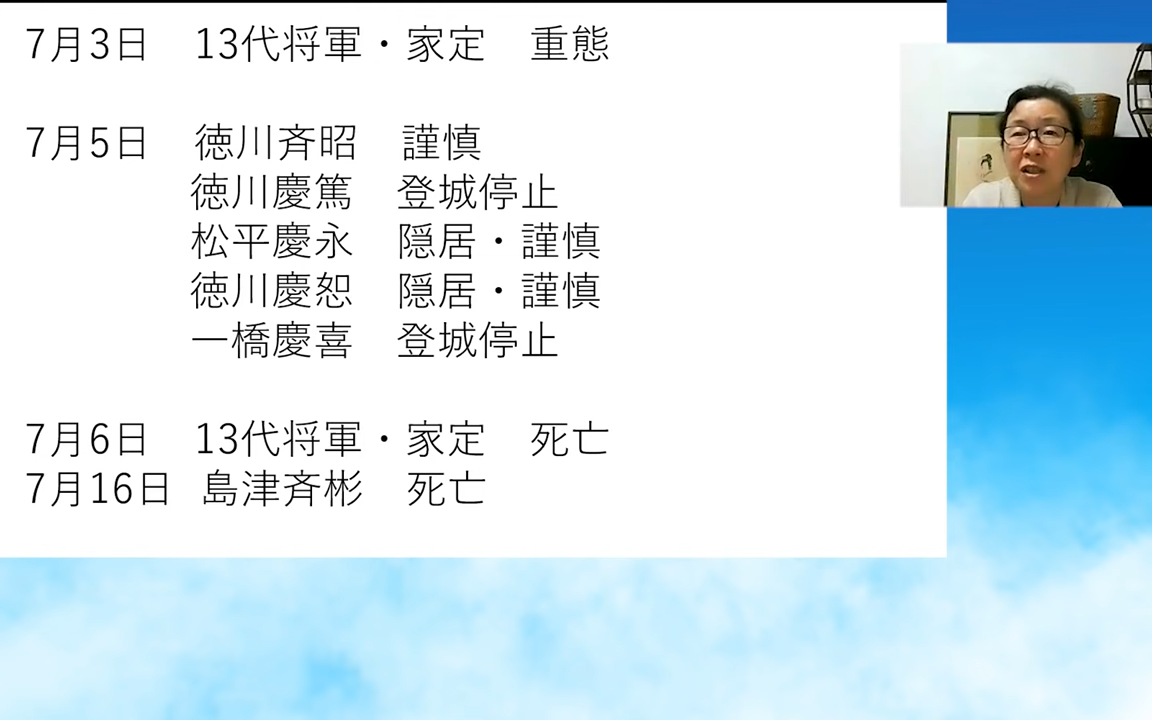 7月3日　13代将軍・家定　重態
7月5日　徳川斉昭　謹慎
徳川慶篤　登城停止
松平慶永　隠居・謹慎
徳川慶恕　隠居・謹慎
一橋慶喜　登城停止
7月6日　13代将軍・家定　死亡
7月16日　島津斉彬　死亡